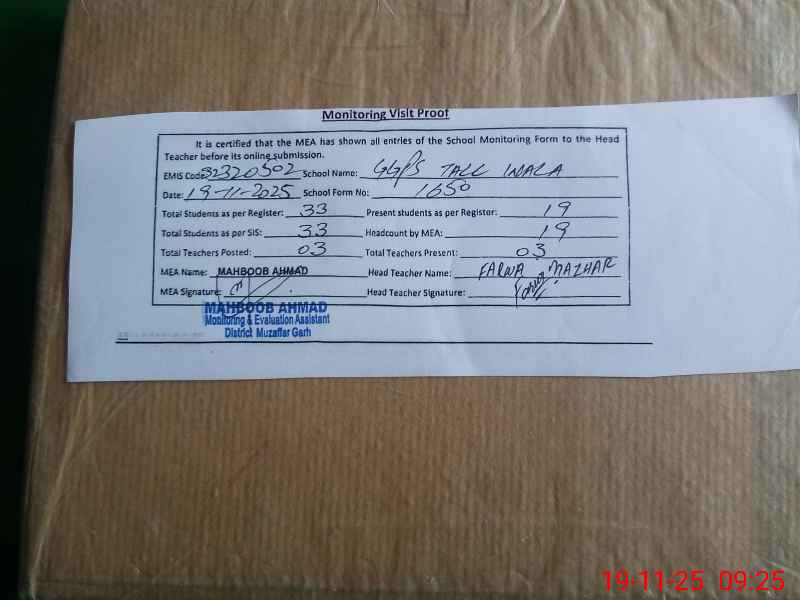 Monitoring Visit Proof
It is certified that the MEA has shown all entries of the School Monitoring Form to the Head
Teacher before its online submission.
EMIS Code: 32320502 School Name: GGPS TALL WALA
Date: 19-11-2025 School Form No: 1650
Total Students as per Register: 33 Present students as per Register: 19
Total Students as per SIS: 33 Headcount by MEA: 19
Total Teachers Posted: 03 Total Teachers Present: 03
MEA Name: MAHBOOB AHMAD Head Teacher Name: FARWA MAZHAR
MEA Signature: Head Teacher Signature:
MAHBOOB AHMAD
Monitoring & Evaluation Assistant
District Muzaffar Garh
19-11-25 09:25